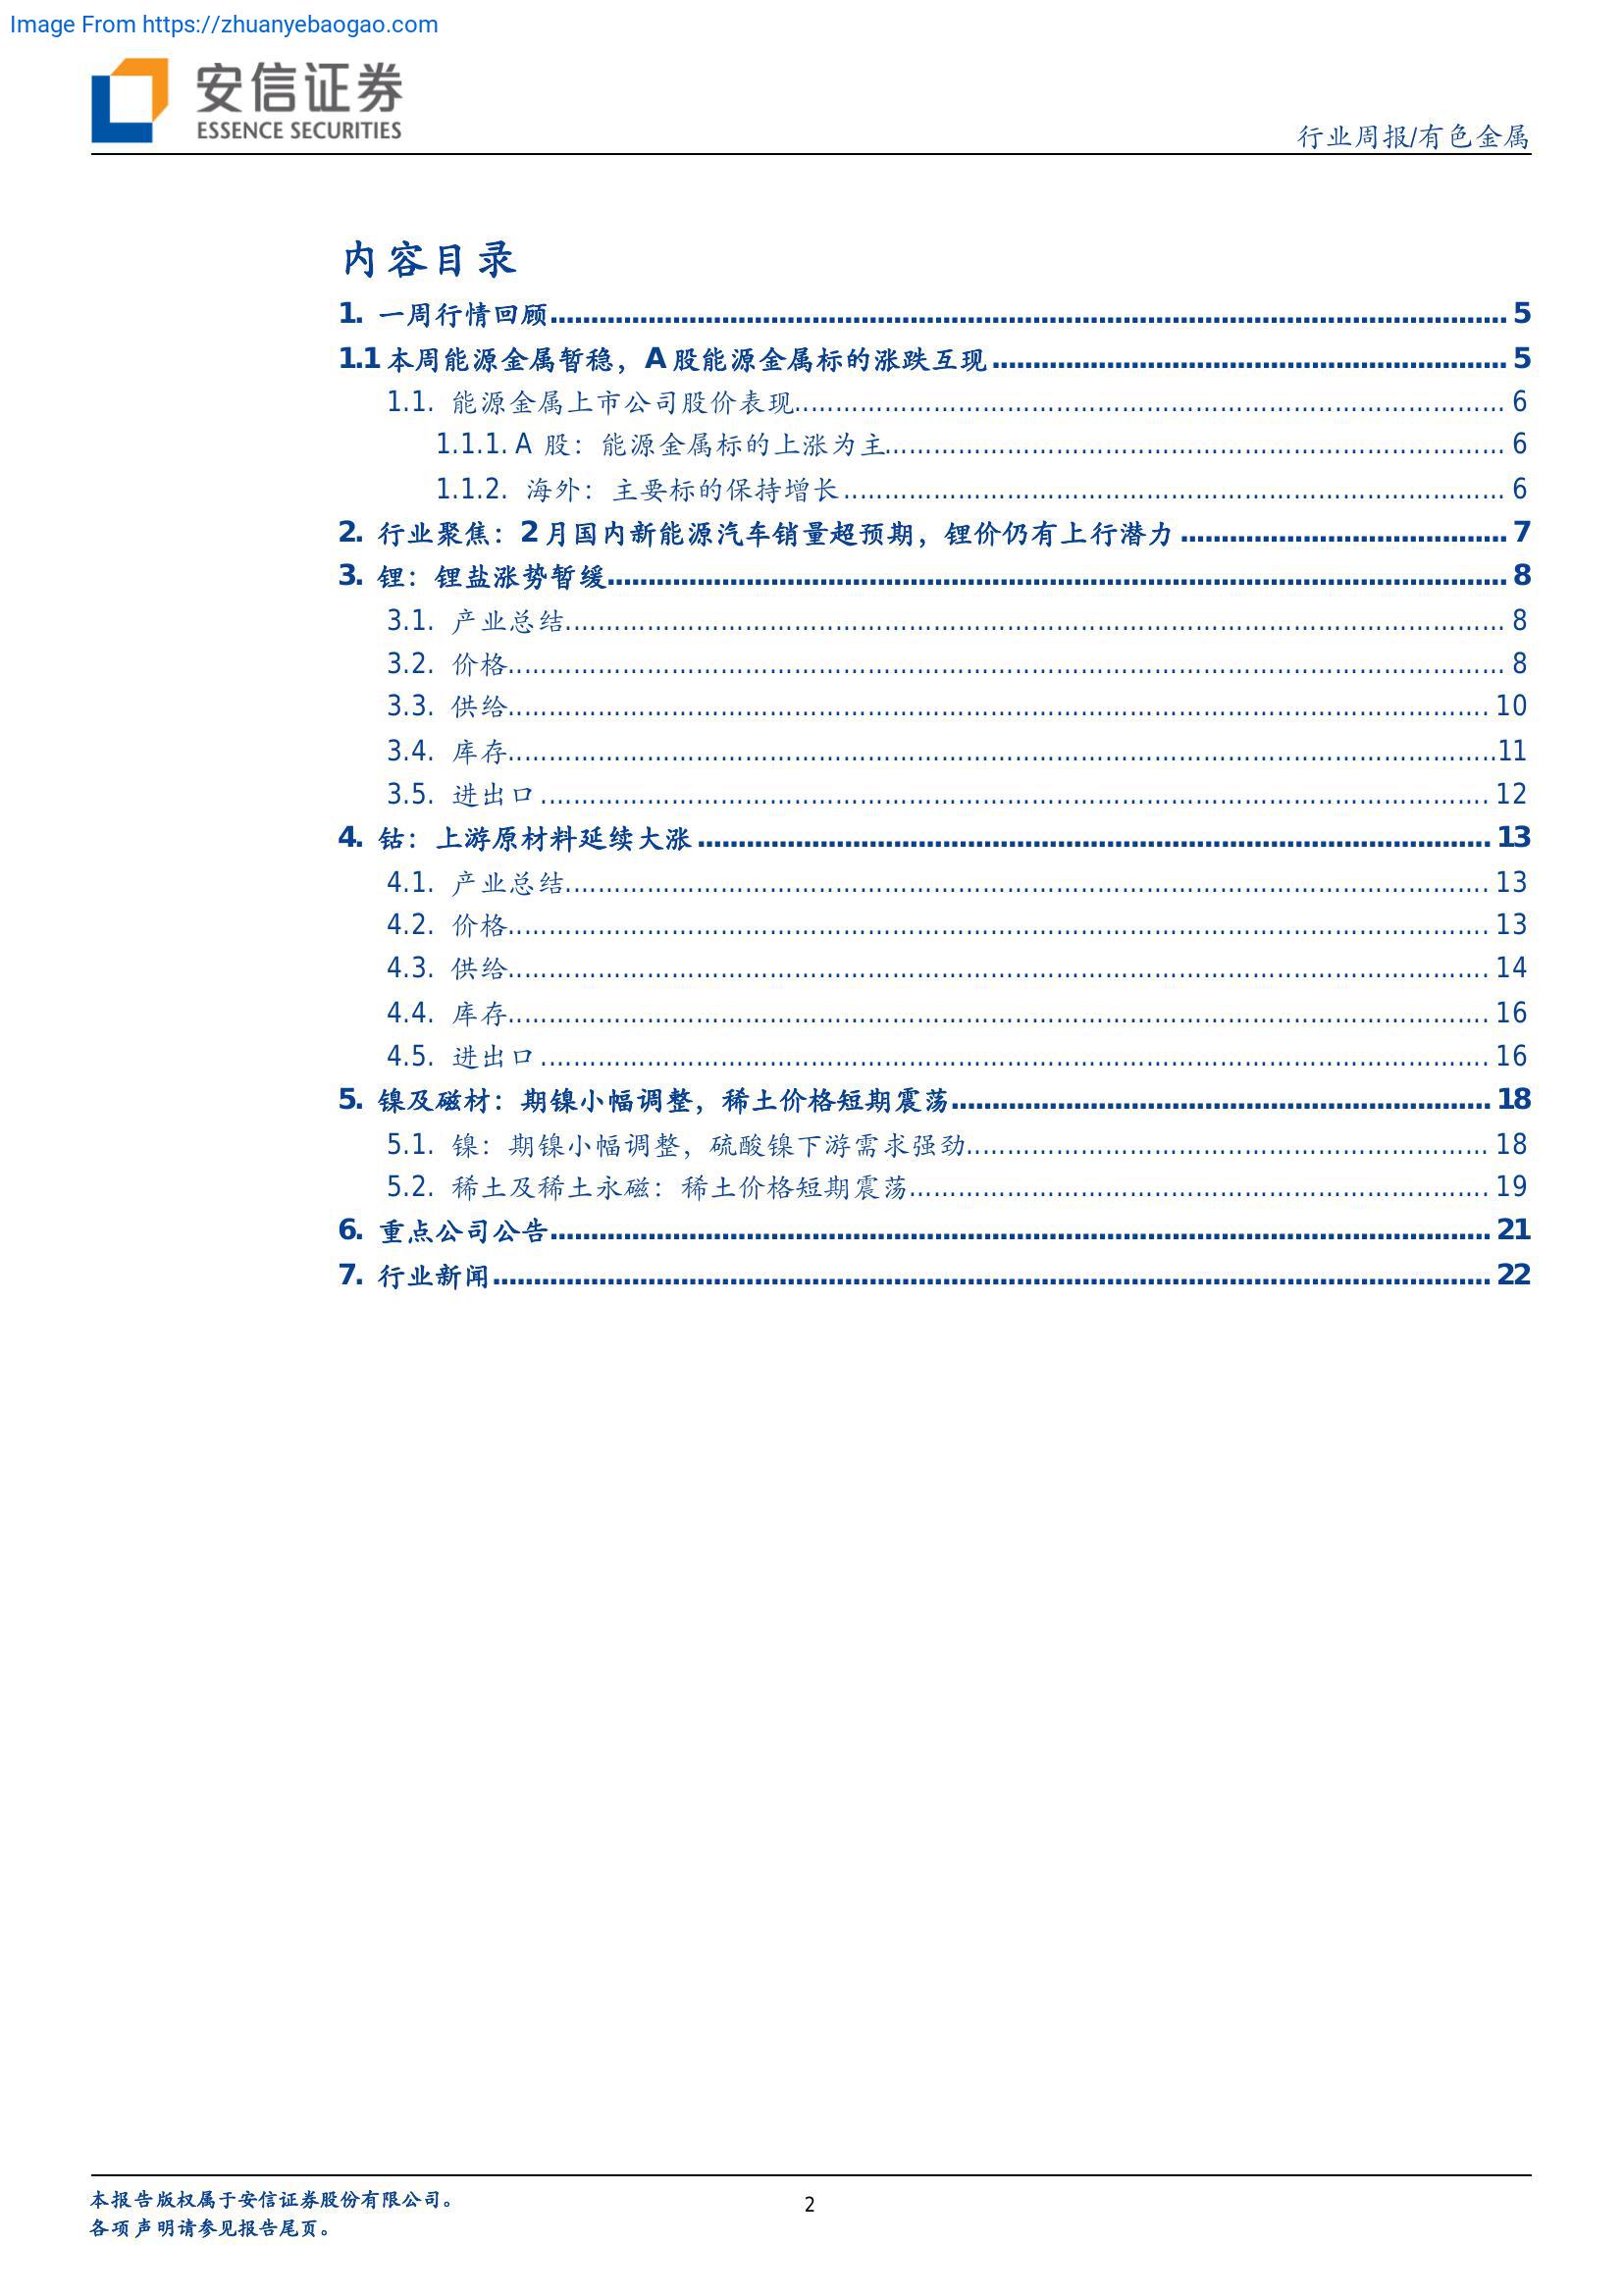 Image From https://zhuanyebaogao.com
安信证券
ESSENCE SECURITIES
行业周报/有色金属
内容目录
1. 一周行情回顾 5
1.1本周能源金属暂稳，A股能源金属标的涨跌互现 5
1.1. 能源金属上市公司股价表现 6
1.1.1. A 股：能源金属标的上涨为主 6
1.1.2. 海外：主要标的保持增长 6
2. 行业聚焦：2月国内新能源汽车销量超预期，锂价仍有上行潜力 7
3. 锂：锂盐涨势暂缓 8
3.1. 产业总结 8
3.2. 价格 8
3.3. 供给 10
3.4. 库存 11
3.5. 进出口 12
4. 钴：上游原材料延续大涨 13
4.1. 产业总结 13
4.2. 价格 13
4.3. 供给 14
4.4. 库存 16
4.5. 进出口 16
5. 镍及磁材：期镍小幅调整，稀土价格短期震荡 18
5.1. 镍：期镍小幅调整，硫酸镍下游需求强劲 18
5.2. 稀土及稀土永磁：稀土价格短期震荡 19
6. 重点公司公告 21
7. 行业新闻 22
本报告版权属于安信证券股份有限公司。
各项声明请参见报告尾页。
2